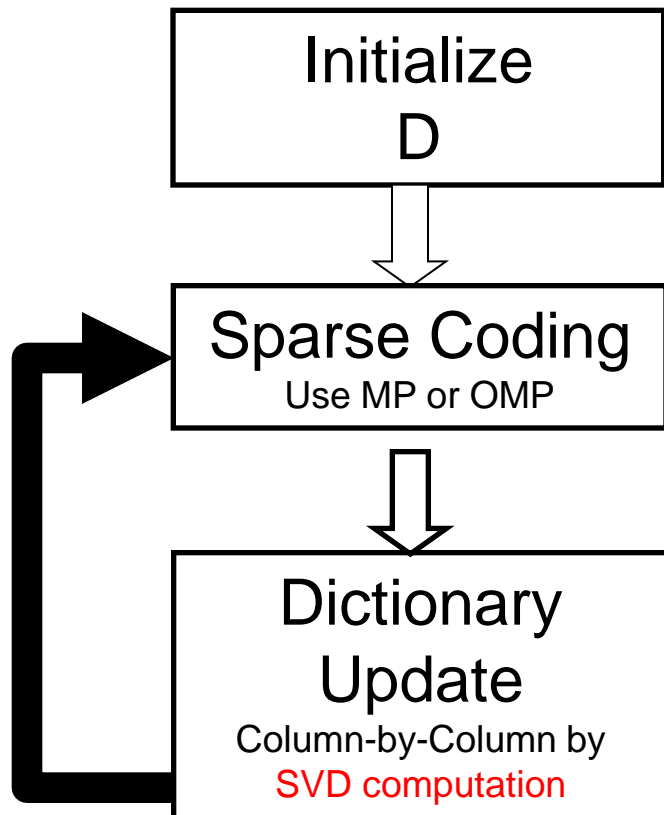 Initialize
D
Sparse Coding
Use MP or OMP
Dictionary
Update
Column-by-Column by
SVD computation